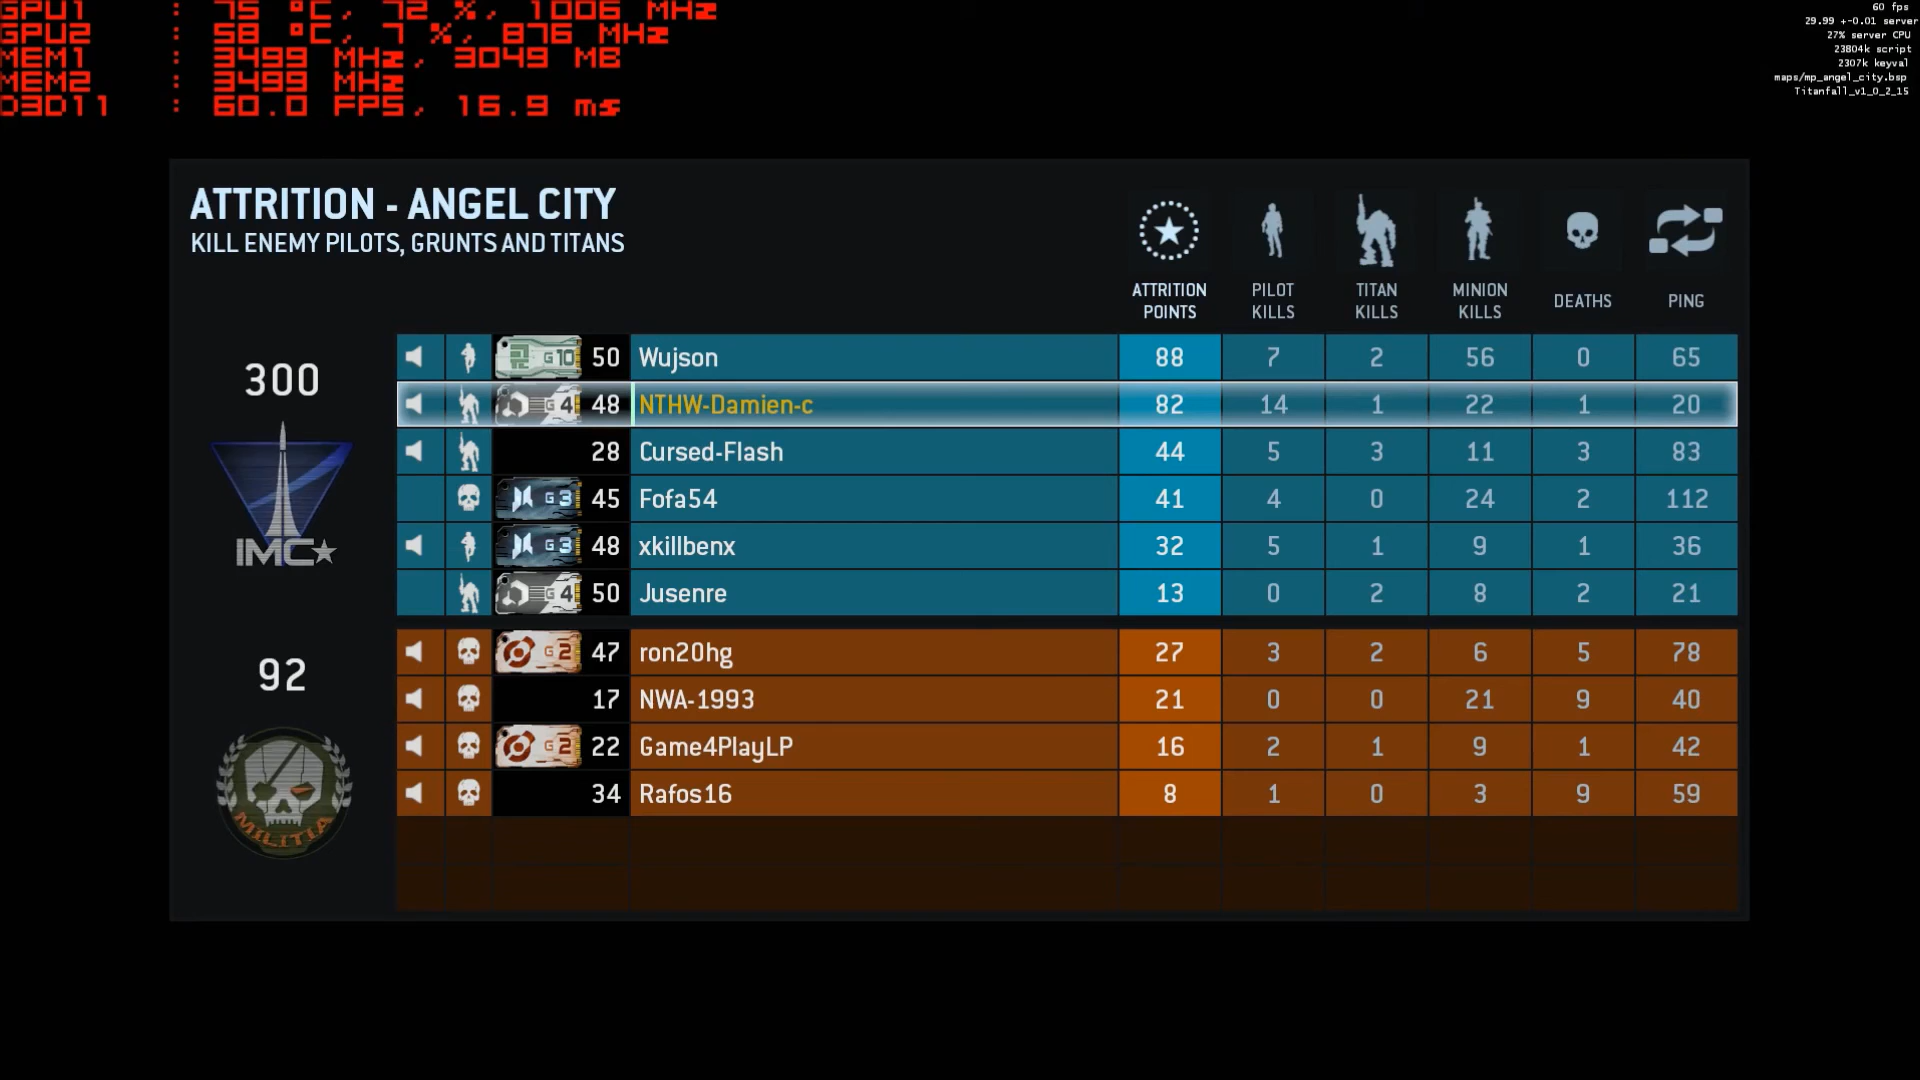 GPU1 : 75 °C, 72 %, 1006 MHz
GPU2 : 58 °C, 7 %, 876 MHz
MEM1 : 3499 MHz, 3049 MB
MEM2 : 3499 MHz
D3D11 : 60.0 FPS, 16.9 ms
60 fps
29.99 +-0.01 server
27% server CPU
23804k script
2307k keyval
maps/mp_angel_city.bsp
Titanfall_v1_0_2_15
ATTRITION - ANGEL CITY
KILL ENEMY PILOTS, GRUNTS AND TITANS
ATTRITION POINTS PILOT KILLS TITAN KILLS MINION KILLS DEATHS PING
300
IMC
G10 50 Wujson 88 7 2 56 0 65
G4 48 NTHW-Damien-c 82 14 1 22 1 20
28 Cursed-Flash 44 5 3 11 3 83
G3 45 Fofa54 41 4 0 24 2 112
G3 48 xkillbenx 32 5 1 9 1 36
G4 50 Jusenre 13 0 2 8 2 21
92
MILITIA
G2 47 ron20hg 27 3 2 6 5 78
17 NWA-1993 21 0 0 21 9 40
G2 22 Game4PlayLP 16 2 1 9 1 42
34 Rafos16 8 1 0 3 9 59